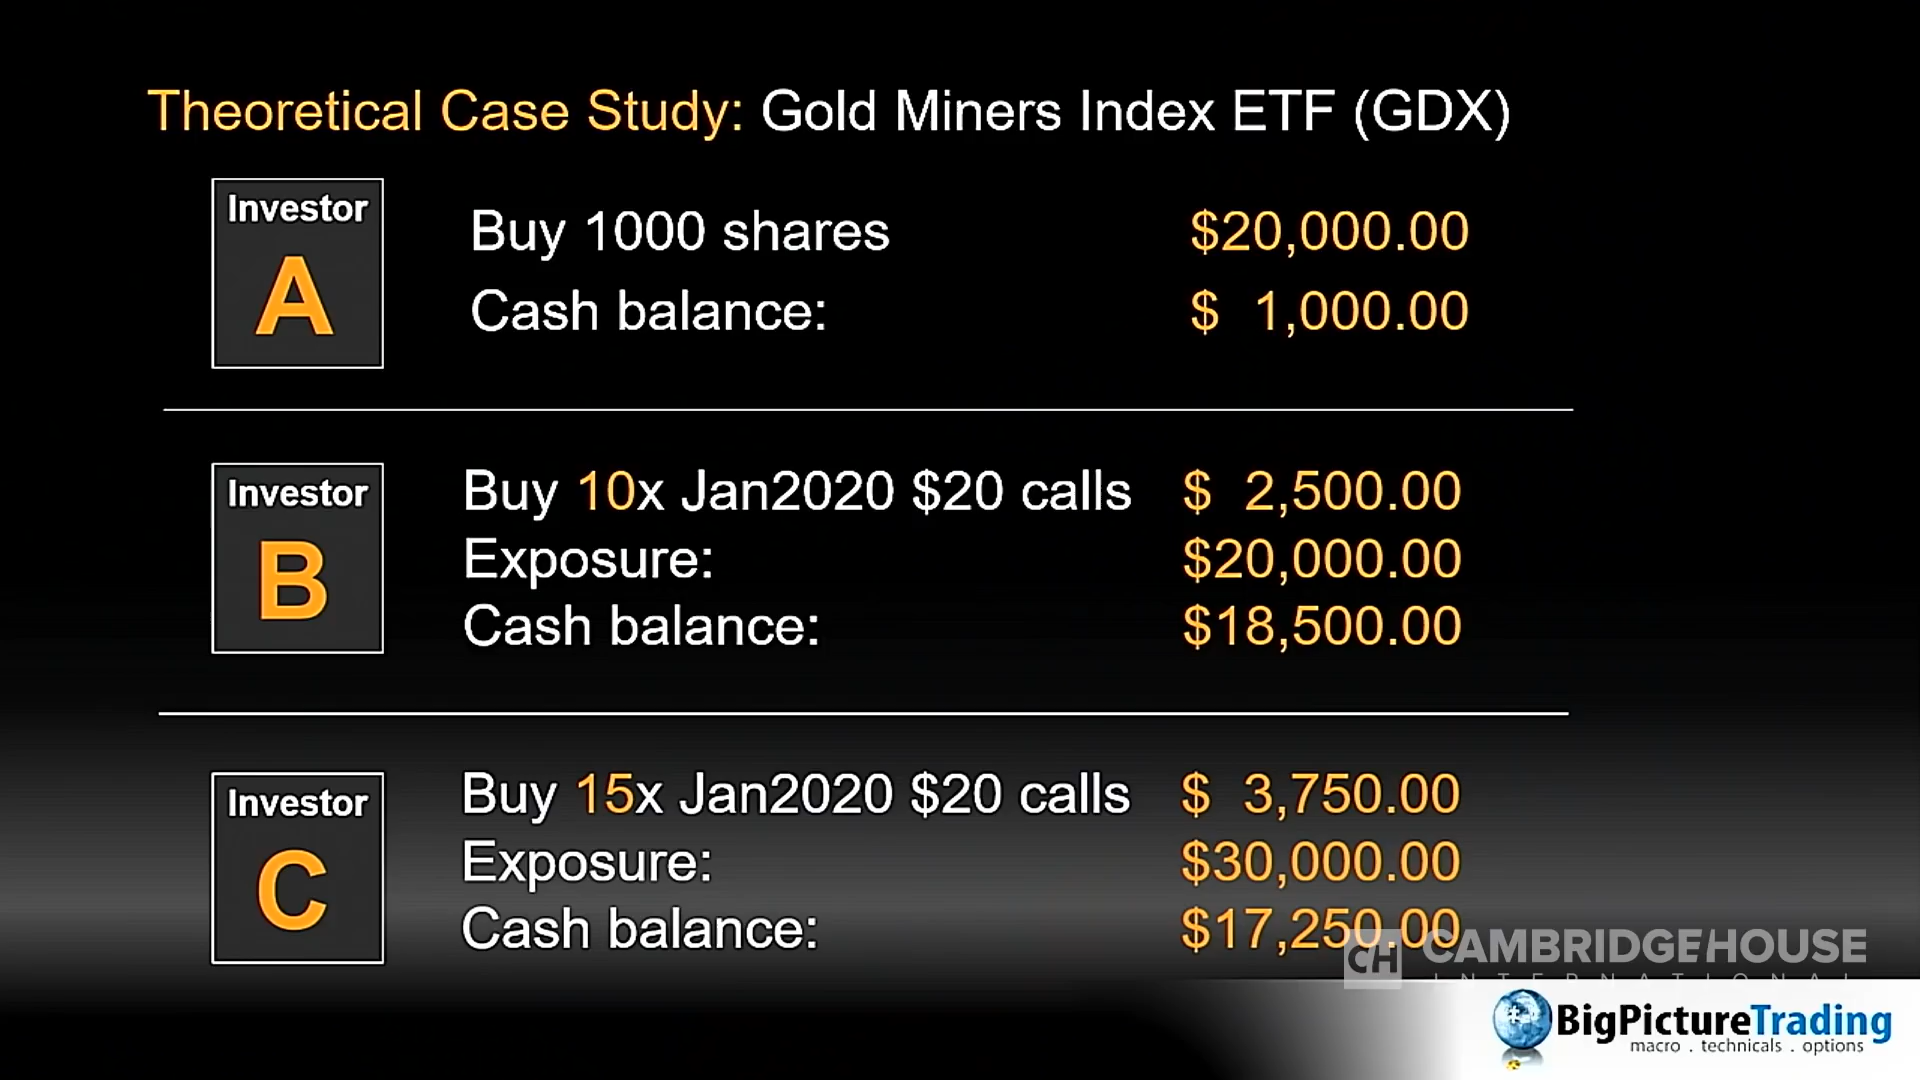 Theoretical Case Study: Gold Miners Index ETF (GDX)
Investor
A
Buy 1000 shares $20,000.00
Cash balance: $ 1,000.00
Investor
B
Buy 10x Jan2020 $20 calls $ 2,500.00
Exposure: $20,000.00
Cash balance: $18,500.00
Investor
C
Buy 15x Jan2020 $20 calls $ 3,750.00
Exposure: $30,000.00
Cash balance: $17,250.00
CH CAMBRIDGEHOUSE
INTERNATIONAL
BigPictureTrading
macro . technicals . options